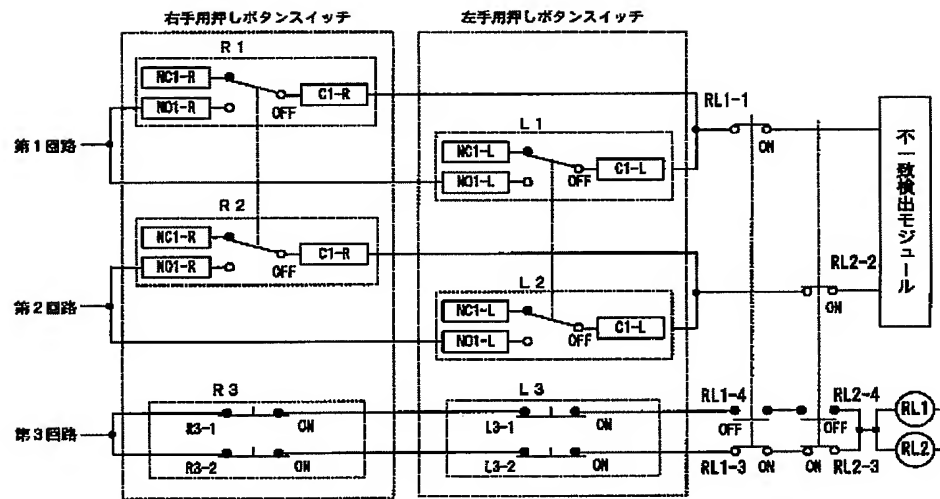 右手用押しボタンスイッチ
左手用押しボタンスイッチ
R1
NC1-R
NO1-R
OFF
C1-R
第1回路
L1
NC1-L
NO1-L
OFF
C1-L
RL1-1
ON
不一致検出モジュール
R2
NC1-R
NO1-R
OFF
C1-R
第2回路
L2
NC1-L
NO1-L
OFF
C1-L
RL2-2
ON
R3
R3-1
ON
R3-2
ON
第3回路
L3
L3-1
ON
L3-2
ON
RL1-4
OFF
RL2-4
OFF
RL1-3
ON
ON
RL2-3
RL1
RL2